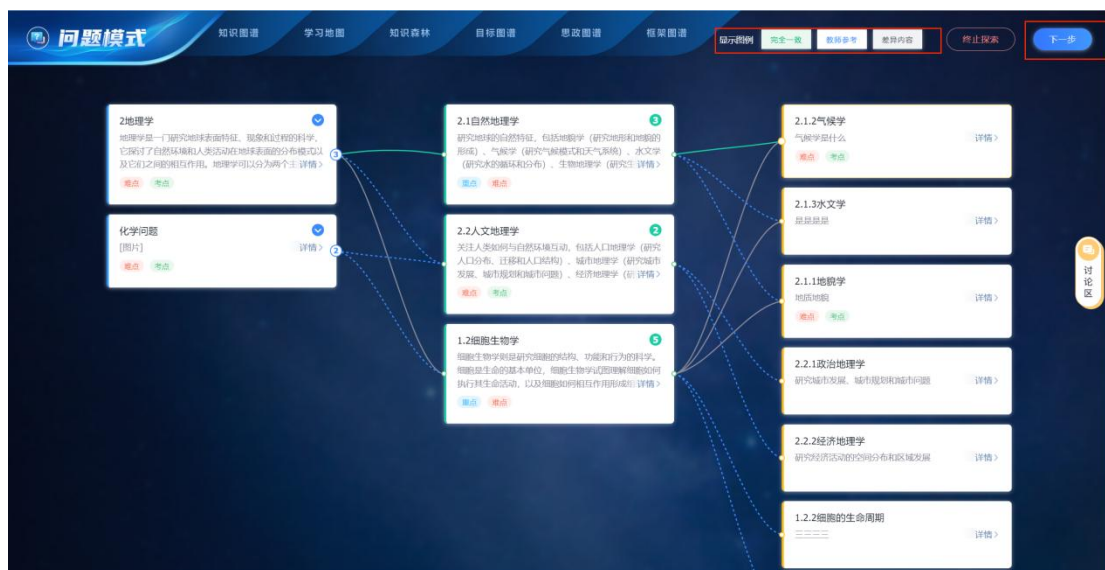 问题模式
知识图谱
学习地图
知识森林
目标图谱
思政图谱
框架图谱
显示图例
完全一致
教师参考
差异内容
终止探索
下一步
2地理学
地理学是一门研究地球表面特征、现象和过程的科学,
它探讨了自然环境和人类活动在地球表面的分布模式以
及它们之间的相互作用。地理学可以分为两个主 详情>
难点 考点
3
化学问题
[图片] 详情>
难点 考点
2
2.1自然地理学 3
研究地球的自然特征,包括地貌学(研究地形和地貌的
形成)、气候学(研究气候模式和天气系统)、水文学
(研究水的循环和分布)、生物地理学(研究生 详情>
重点 难点
2.2人文地理学 2
关注人类如何与自然环境互动,包括人口地理学(研究
人口分布、迁移和人口结构)、城市地理学(研究城市
发展、城市规划和城市问题)、经济地理学(研 详情>
难点 考点
1.2细胞生物学 5
细胞生物学则是研究细胞的结构、功能和行为的科学。
细胞是生命的基本单位,细胞生物学试图理解细胞如何
执行其生命活动,以及细胞如何相互作用形成组 详情>
重点 难点
2.1.2气候学
气候学是什么 详情>
难点 考点
2.1.3水文学
是是是是 详情>
2.1.1地貌学
地质地貌 详情>
难点 考点
2.2.1政治地理学
研究城市发展、城市规划和城市问题 详情>
2.2.2经济地理学
研究经济活动的空间分布和区域发展 详情>
1.2.2细胞的生命周期
三三三三 详情>
讨论区